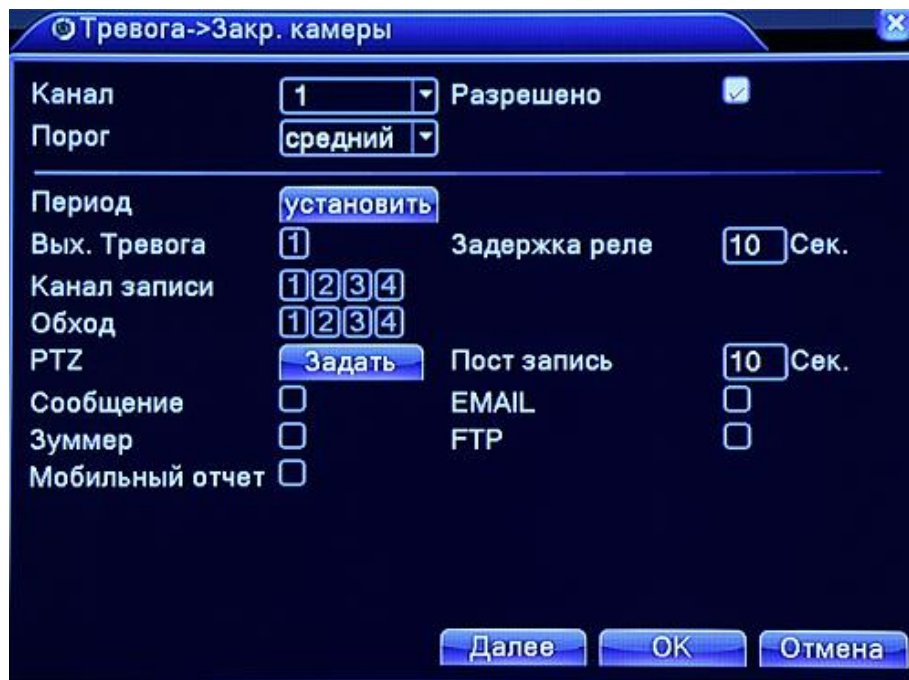 Тревога->Закр. камеры
Канал 1 Разрешено
Порог средний
Период установить
Вых. Тревога 1 Задержка реле 10 Сек.
Канал записи 1 2 3 4
Обход 1 2 3 4
PTZ Задать Пост запись 10 Сек.
Сообщение EMAIL
Зуммер FTP
Мобильный отчет
Далее OK Отмена